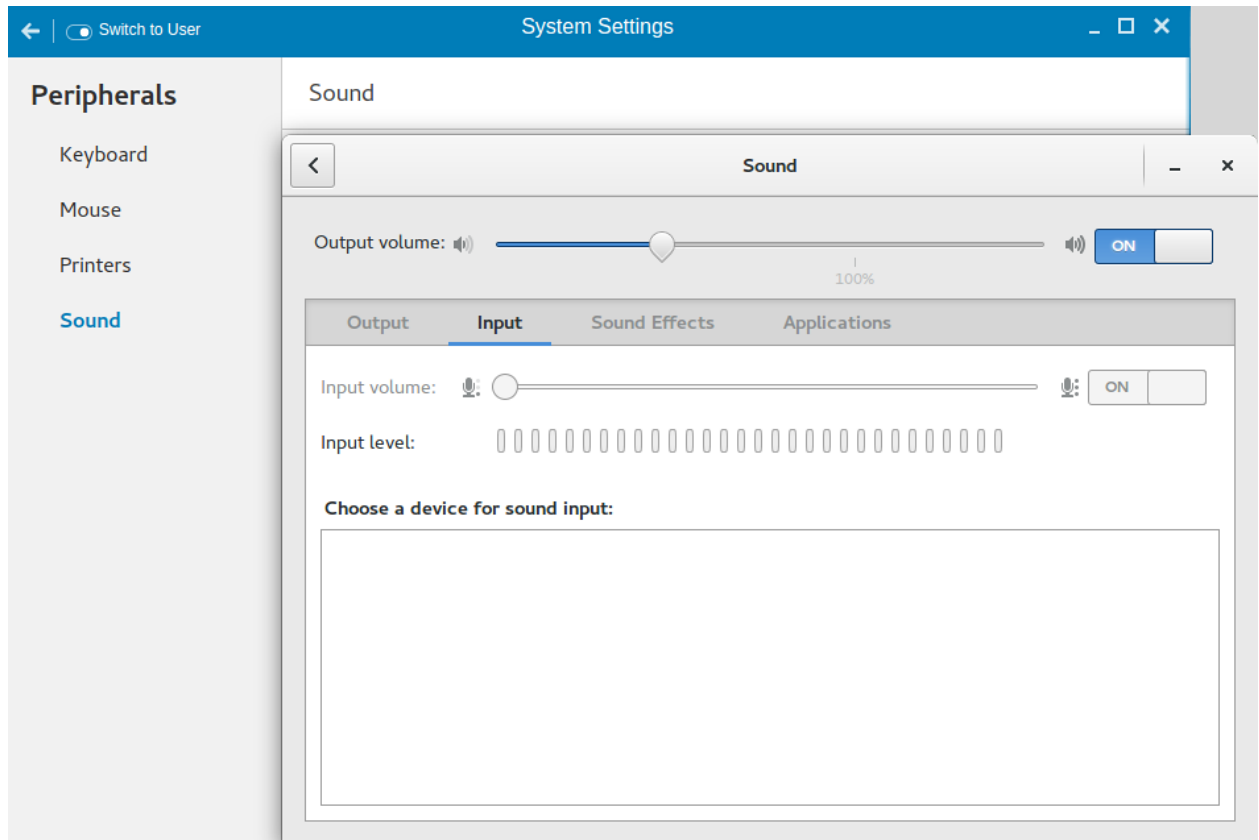 Switch to User
System Settings
Peripherals
Keyboard
Mouse
Printers
Sound
Sound
Sound
Output volume:
ON
100%
Output Input Sound Effects Applications
Input volume:
ON
Input level:
Choose a device for sound input: